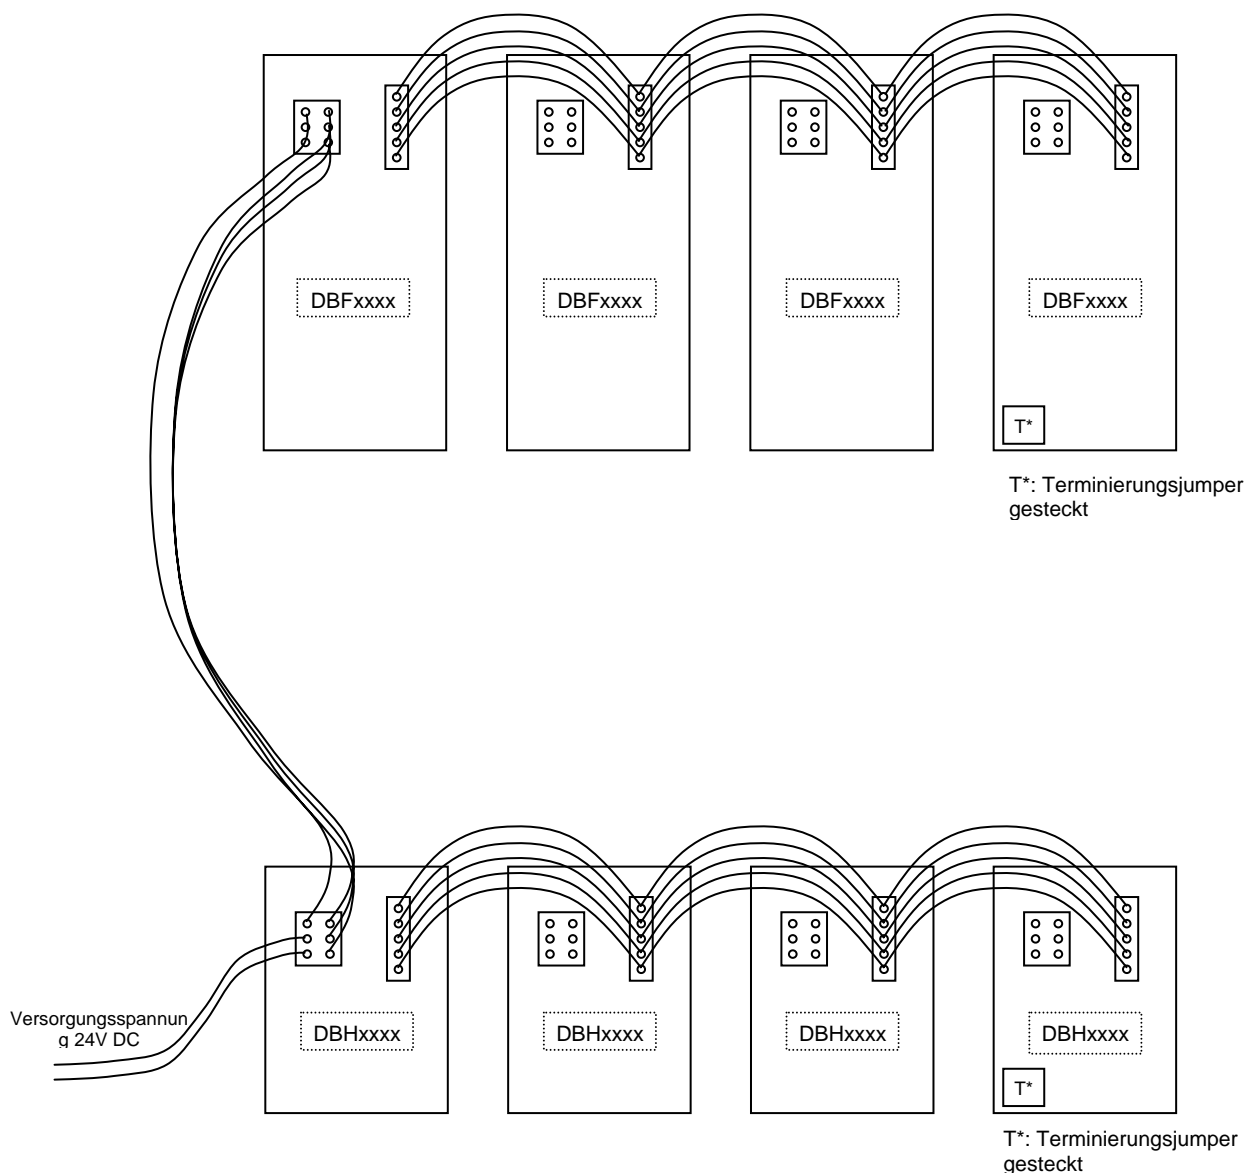 DBFxxxx DBFxxxx DBFxxxx DBFxxxx
T*
T*: Terminierungsjumper
gesteckt
Versorgungsspannun
g 24V DC
DBHxxxx DBHxxxx DBHxxxx DBHxxxx
T*
T*: Terminierungsjumper
gesteckt